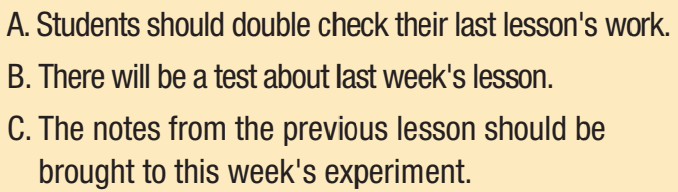 A. Students should double check their last lesson's work.
B. There will be a test about last week's lesson.
C. The notes from the previous lesson should be
brought to this week's experiment.